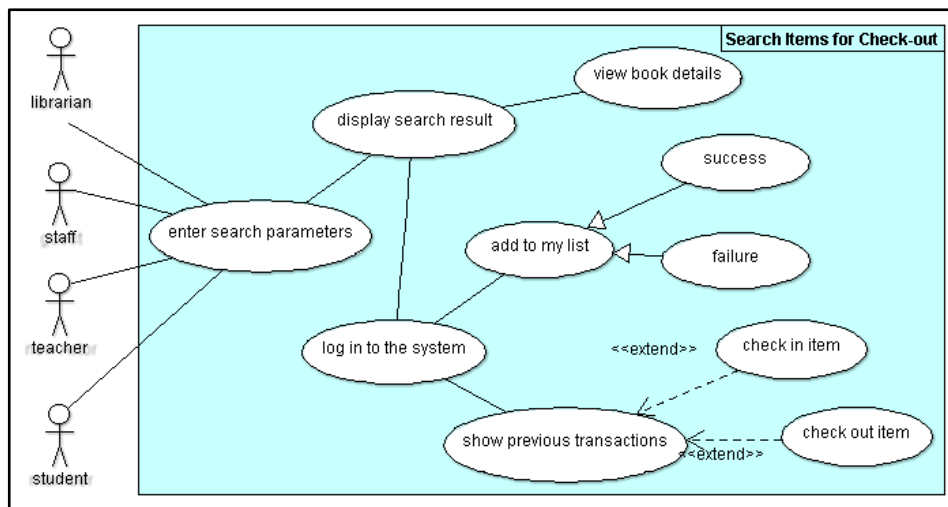 Search Items for Check-out
librarian
staff
teacher
student
enter search parameters
display search result
view book details
success
add to my list
failure
log in to the system
<<extend>>
check in item
show previous transactions
<<extend>>
check out item